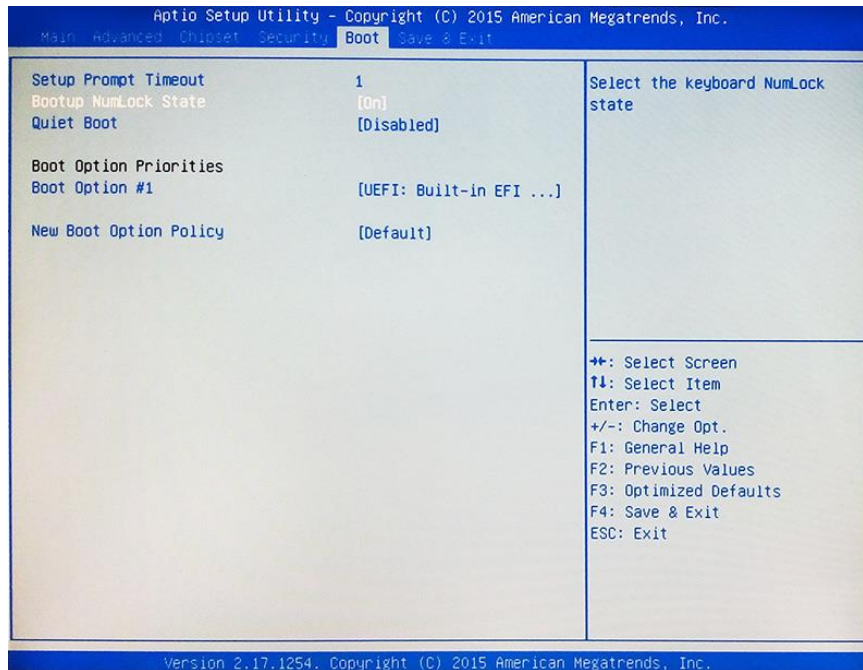 Aptio Setup Utility - Copyright (C) 2015 American Megatrends, Inc.
Main Advanced Chipset Security Boot Save & Exit
Setup Prompt Timeout 1
Bootup NumLock State [On]
Quiet Boot [Disabled]
Boot Option Priorities
Boot Option #1 [UEFI: Built-in EFI ...]
New Boot Option Policy [Default]
Select the keyboard NumLock
state
→←: Select Screen
↑↓: Select Item
Enter: Select
+/-: Change Opt.
F1: General Help
F2: Previous Values
F3: Optimized Defaults
F4: Save & Exit
ESC: Exit
Version 2.17.1254. Copyright (C) 2015 American Megatrends, Inc.